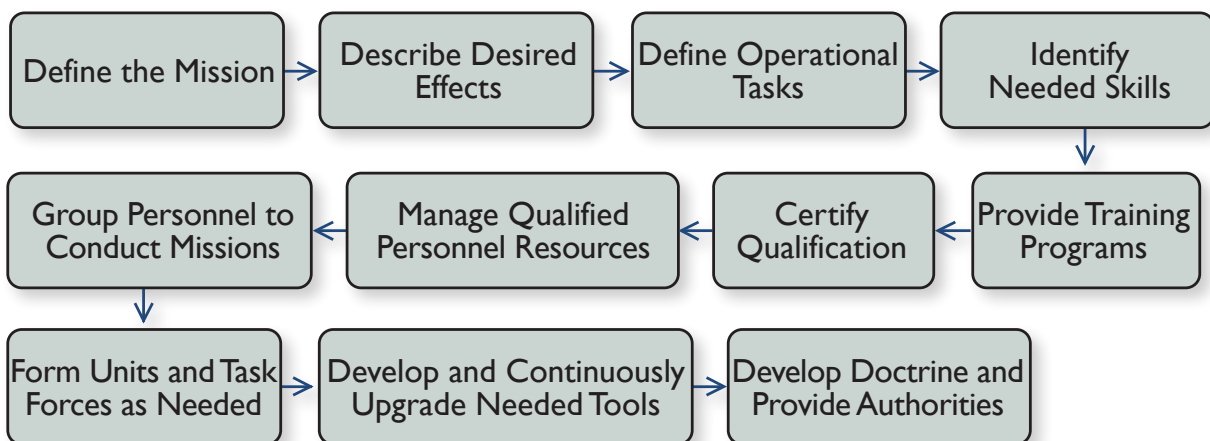 Define the Mission
Describe Desired
Effects
Define Operational
Tasks
Identify
Needed Skills
Provide Training
Programs
Certify
Qualification
Manage Qualified
Personnel Resources
Group Personnel to
Conduct Missions
Form Units and Task
Forces as Needed
Develop and Continuously
Upgrade Needed Tools
Develop Doctrine and
Provide Authorities